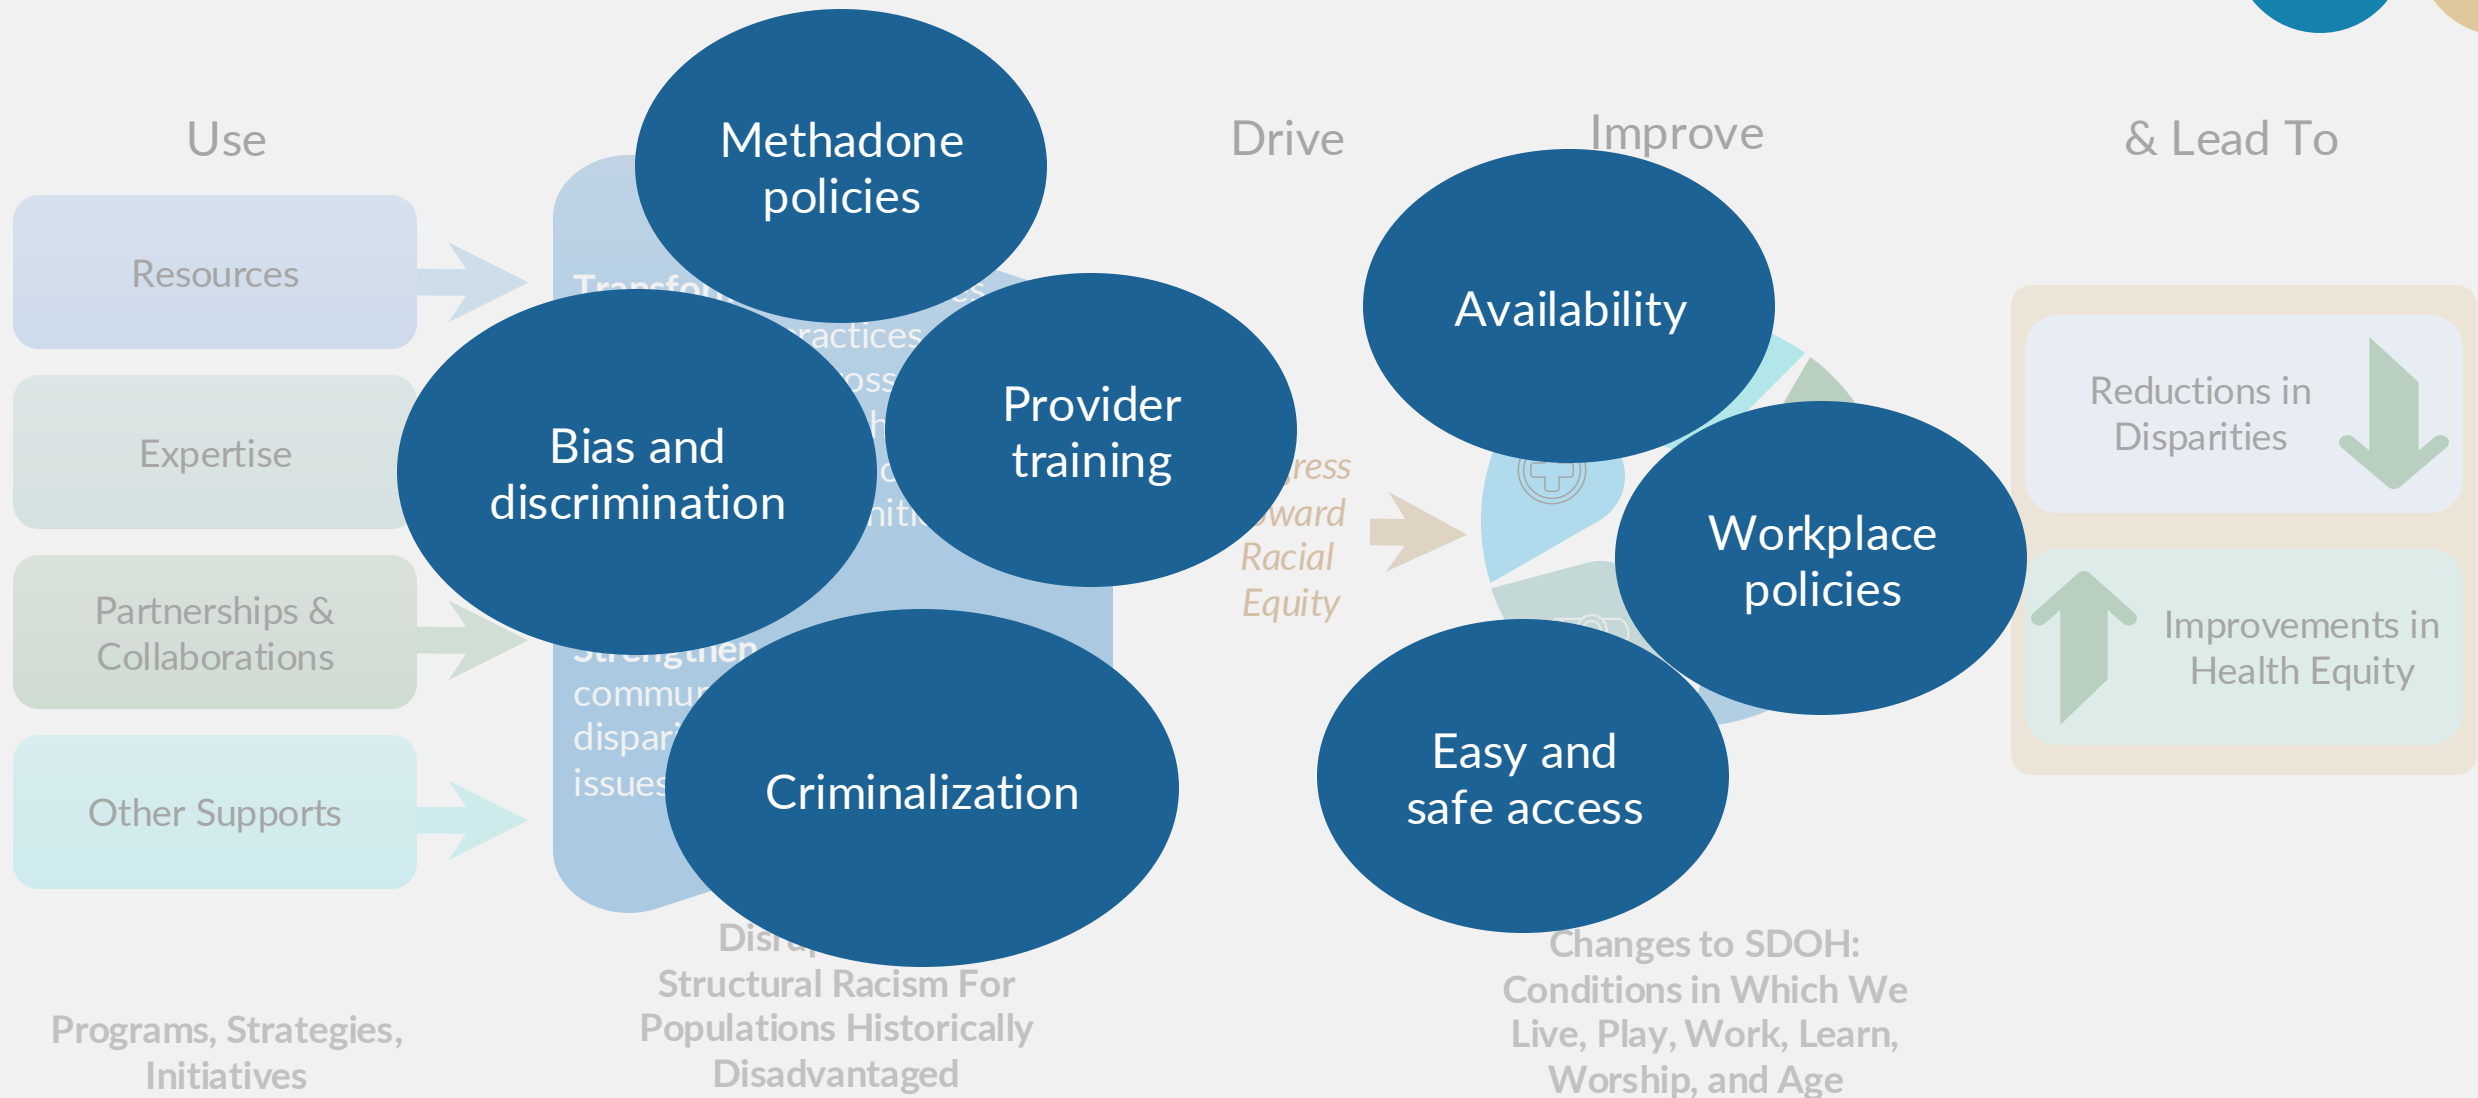 Use
Drive
Improve
& Lead To
Resources
Expertise
Partnerships &
Collaborations
Other Supports
Programs, Strategies,
Initiatives
Methadone
policies
Bias and
discrimination
Provider
training
Criminalization
issues
Structural Racism For
Populations Historically
Disadvantaged
Racial
Equity
Availability
Workplace
policies
Easy and
safe access
Changes to SDOH:
Conditions in Which We
Live, Play, Work, Learn,
Worship, and Age
Reductions in
Disparities
Improvements in
Health Equity